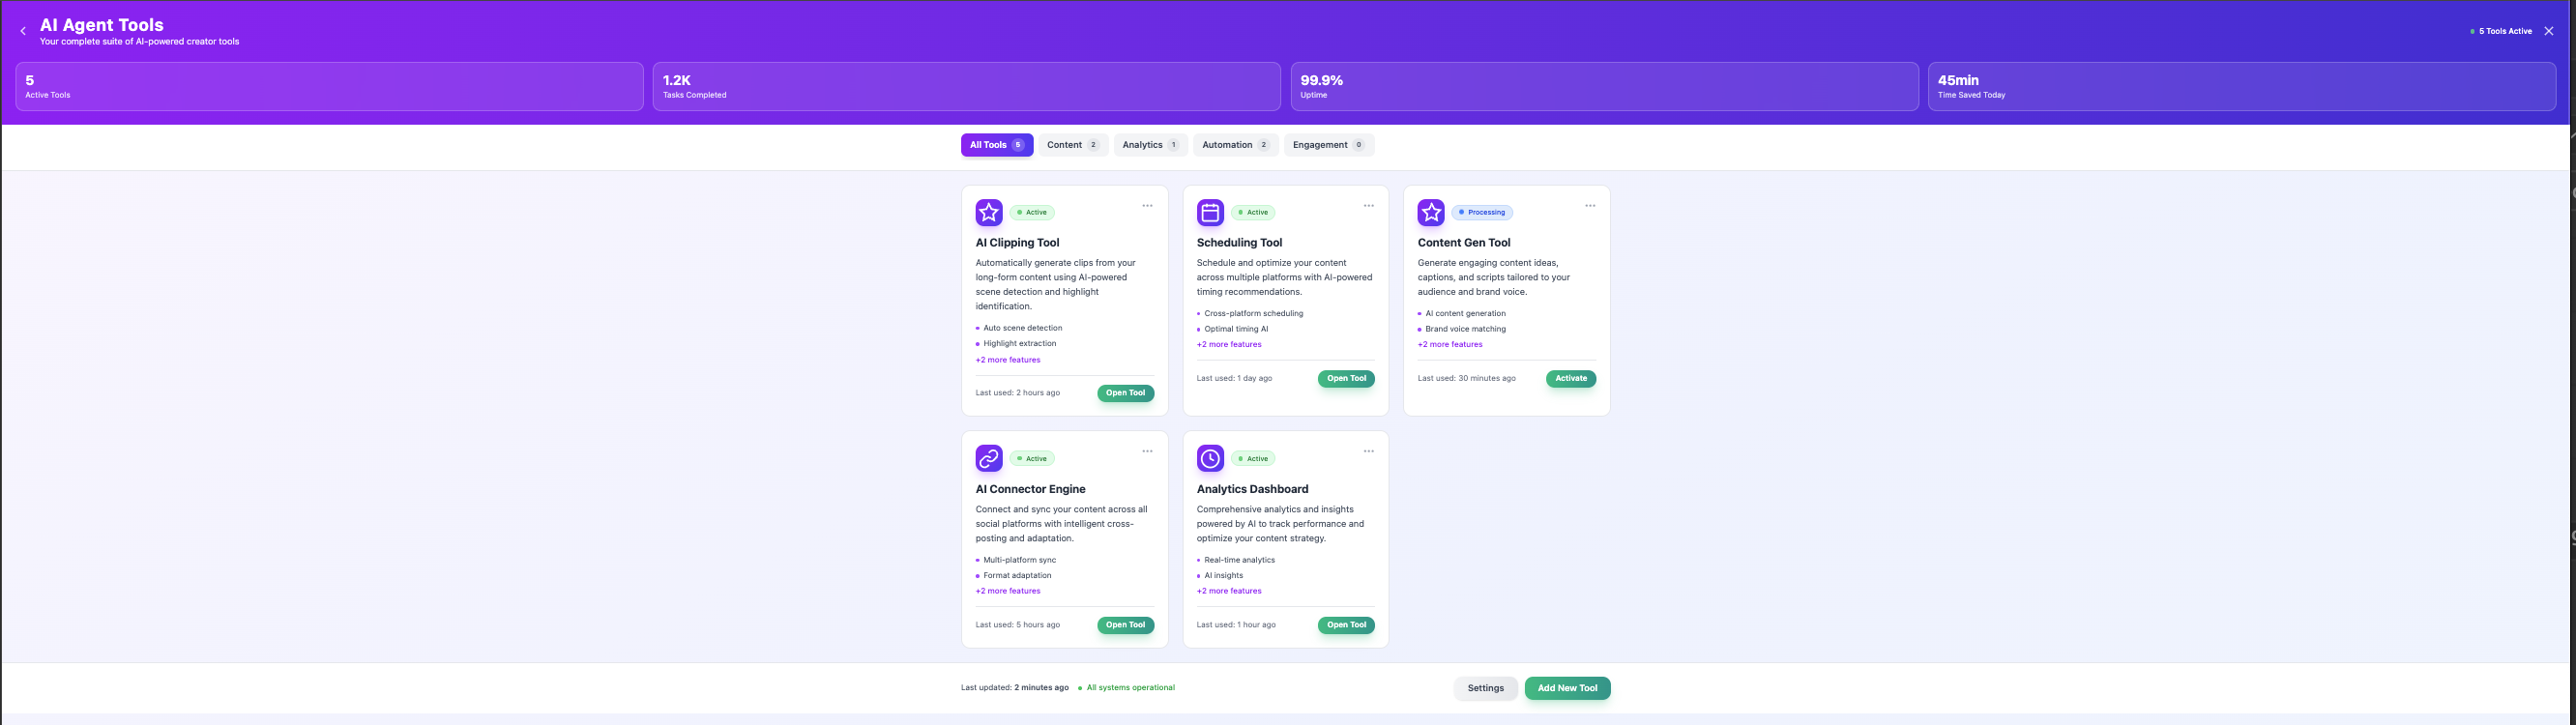 AI Agent Tools
Your complete suite of AI-powered creator tools
5 Tools Active
5
Active Tools
1.2K
Tasks Completed
99.9%
Uptime
45min
Time Saved Today
All Tools 5
Content 2
Analytics 1
Automation 2
Engagement 0
Active
AI Clipping Tool
Automatically generate clips from your
long-form content using AI-powered
scene detection and highlight
identification.
Auto scene detection
Highlight extraction
+2 more features
Last used: 2 hours ago
Open Tool
Active
Scheduling Tool
Schedule and optimize your content
across multiple platforms with AI-powered
timing recommendations.
Cross-platform scheduling
Optimal timing AI
+2 more features
Last used: 1 day ago
Open Tool
Processing
Content Gen Tool
Generate engaging content ideas,
captions, and scripts tailored to your
audience and brand voice.
AI content generation
Brand voice matching
+2 more features
Last used: 30 minutes ago
Activate
Active
AI Connector Engine
Connect and sync your content across all
social platforms with intelligent cross-
posting and adaptation.
Multi-platform sync
Format adaptation
+2 more features
Last used: 5 hours ago
Open Tool
Active
Analytics Dashboard
Comprehensive analytics and insights
powered by AI to track performance and
optimize your content strategy.
Real-time analytics
AI insights
+2 more features
Last used: 1 hour ago
Open Tool
Last updated: 2 minutes ago
All systems operational
Settings
Add New Tool